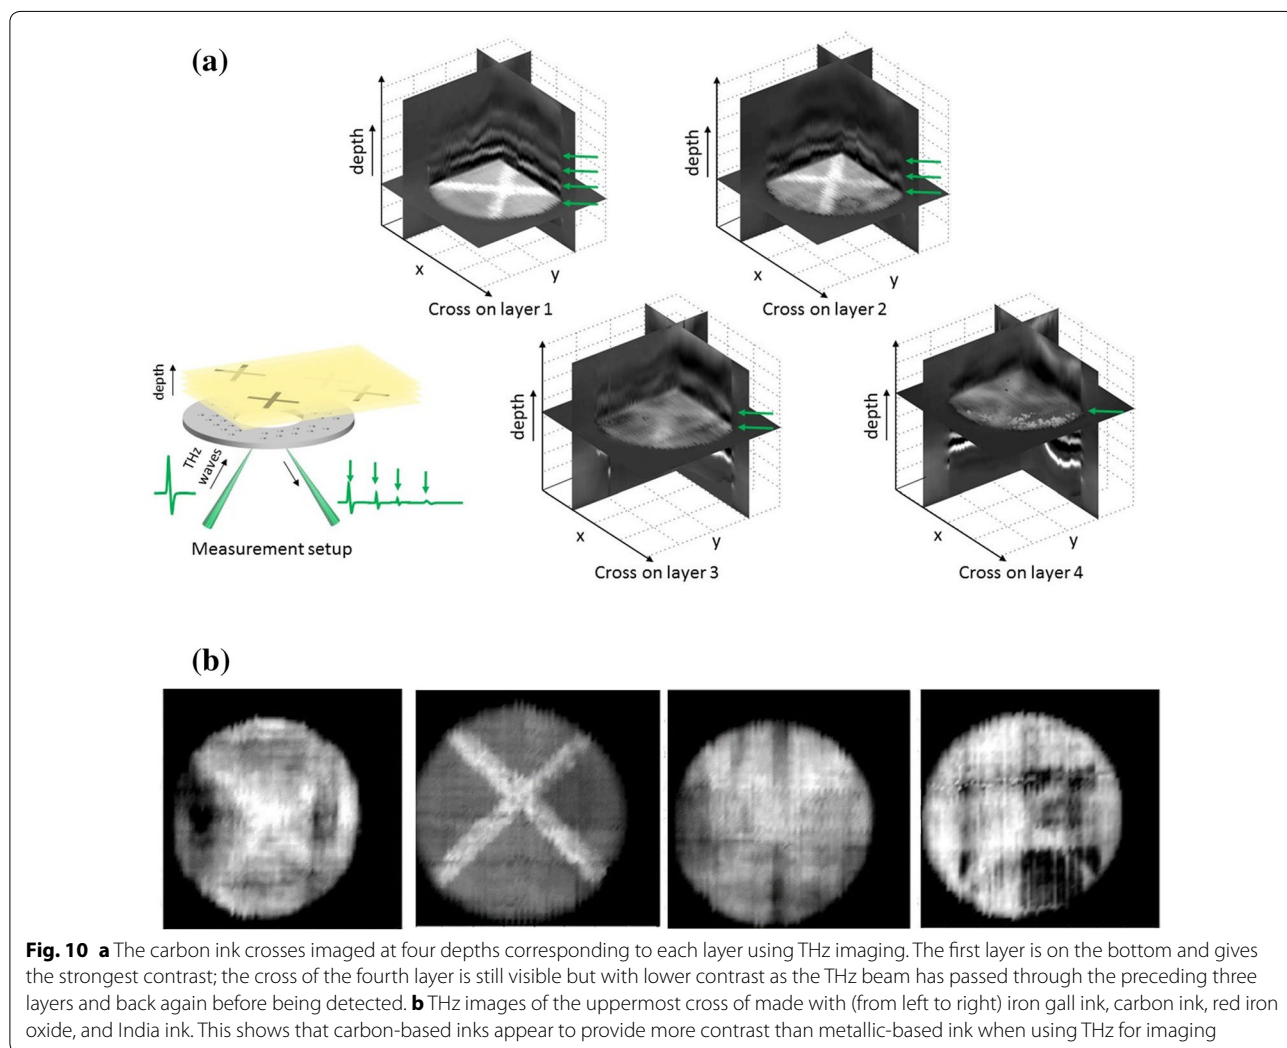 (a)
depth
x
y
Cross on layer 1
depth
x
y
Cross on layer 2
depth
THz
waves
Measurement setup
depth
x
y
Cross on layer 3
depth
x
y
Cross on layer 4
(b)
Fig. 10 a The carbon ink crosses imaged at four depths corresponding to each layer using THz imaging. The first layer is on the bottom and gives
the strongest contrast; the cross of the fourth layer is still visible but with lower contrast as the THz beam has passed through the preceding three
layers and back again before being detected. b THz images of the uppermost cross of made with (from left to right) iron gall ink, carbon ink, red iron
oxide, and India ink. This shows that carbon-based inks appear to provide more contrast than metallic-based ink when using THz for imaging